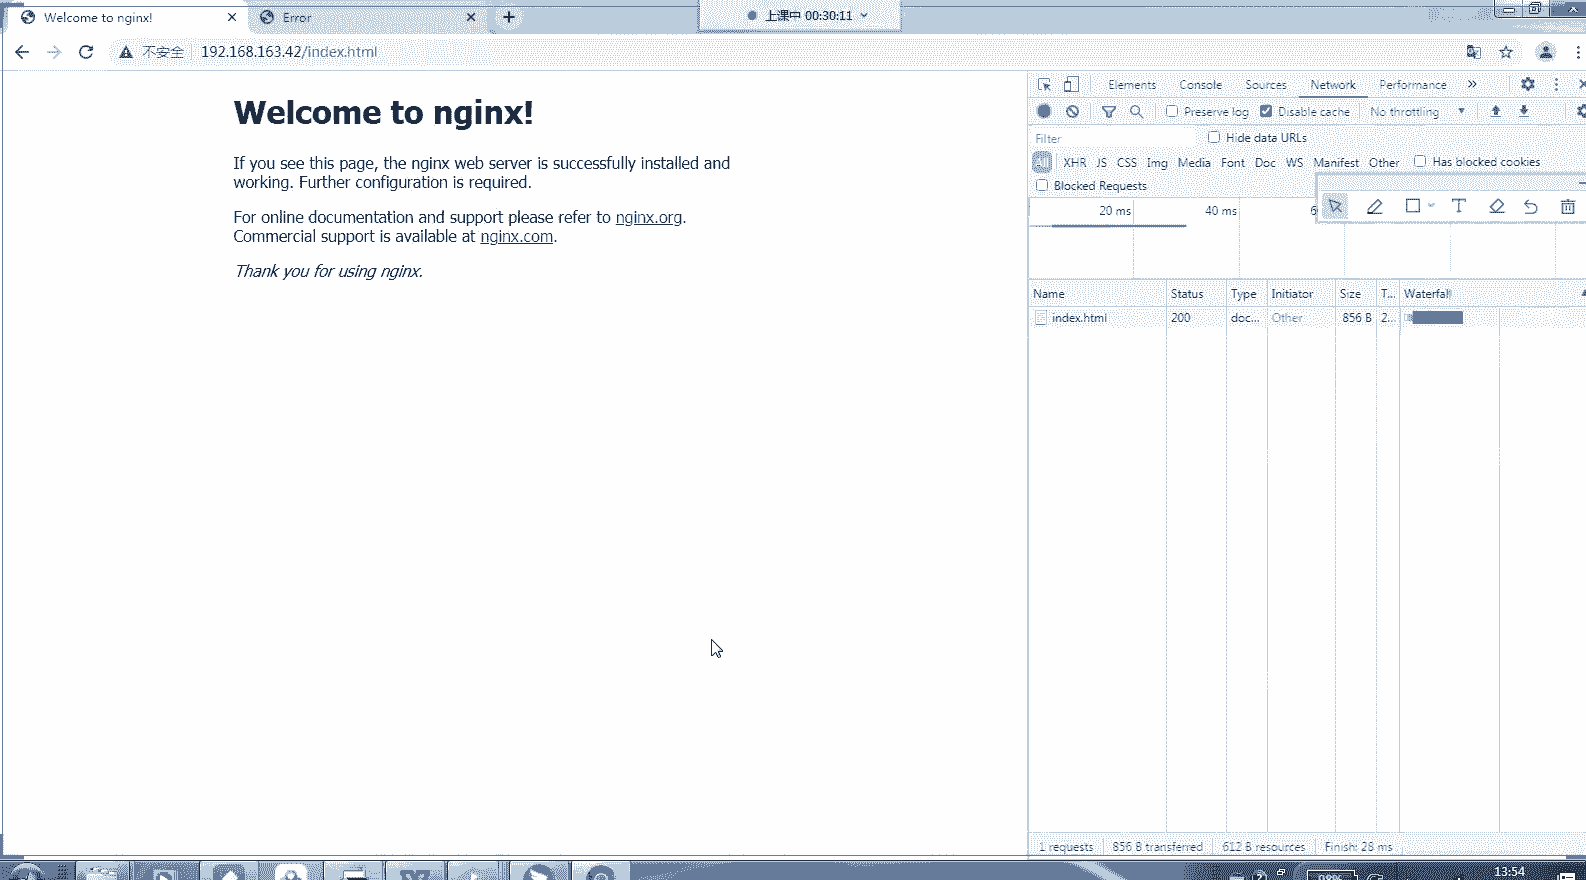 Welcome to nginx!
Error
上课中 00:30:11
不安全
192.168.163.42/index.html
Welcome to nginx!
If you see this page, the nginx web server is successfully installed and
working. Further configuration is required.
For online documentation and support please refer to nginx.org.
Commercial support is available at nginx.com.
Thank you for using nginx.
Elements Console Sources Network Performance
Preserve log Disable cache No throttling
Filter
Hide data URLs
All XHR JS CSS Img Media Font Doc WS Manifest Other Has blocked cookies
Blocked Requests
20 ms 40 ms
Name Status Type Initiator Size T... Waterfall
index.html 200 doc... Other 856 B 2...
1 requests 856 B transferred 612 B resources Finish: 28 ms
98%
13:54